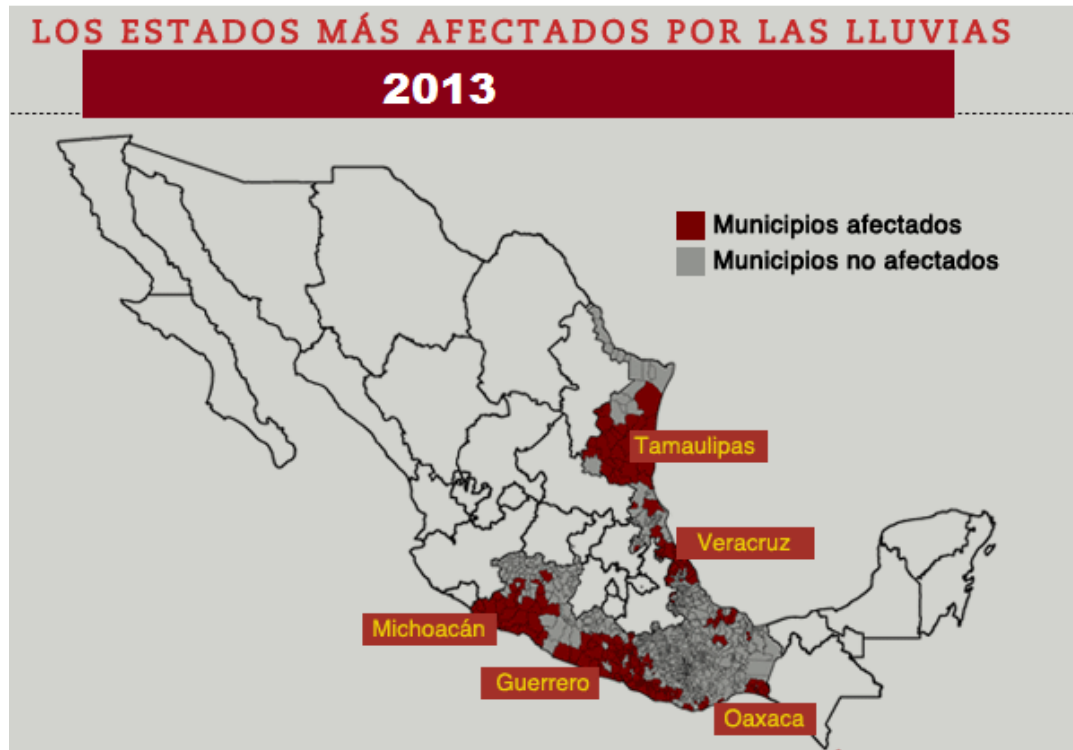 LOS ESTADOS MÁS AFECTADOS POR LAS LLUVIAS
2013
Municipios afectados
Municipios no afectados
Tamaulipas
Veracruz
Michoacán
Guerrero
Oaxaca